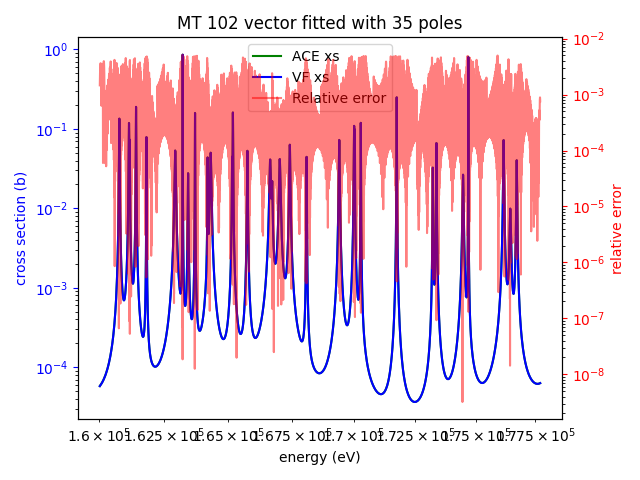 MT 102 vector fitted with 35 poles
ACE xs
VF xs
Relative error
10⁰
10⁻¹
10⁻²
10⁻³
10⁻⁴
cross section (b)
10⁻²
10⁻³
10⁻⁴
10⁻⁵
10⁻⁶
10⁻⁷
10⁻⁸
relative error
1.6 × 10⁵ 1.625 × 10⁵ 1.65 × 10⁵ 1.675 × 10⁵ 1.7 × 10⁵ 1.725 × 10⁵ 1.75 × 10⁵ 1.775 × 10⁵
energy (eV)